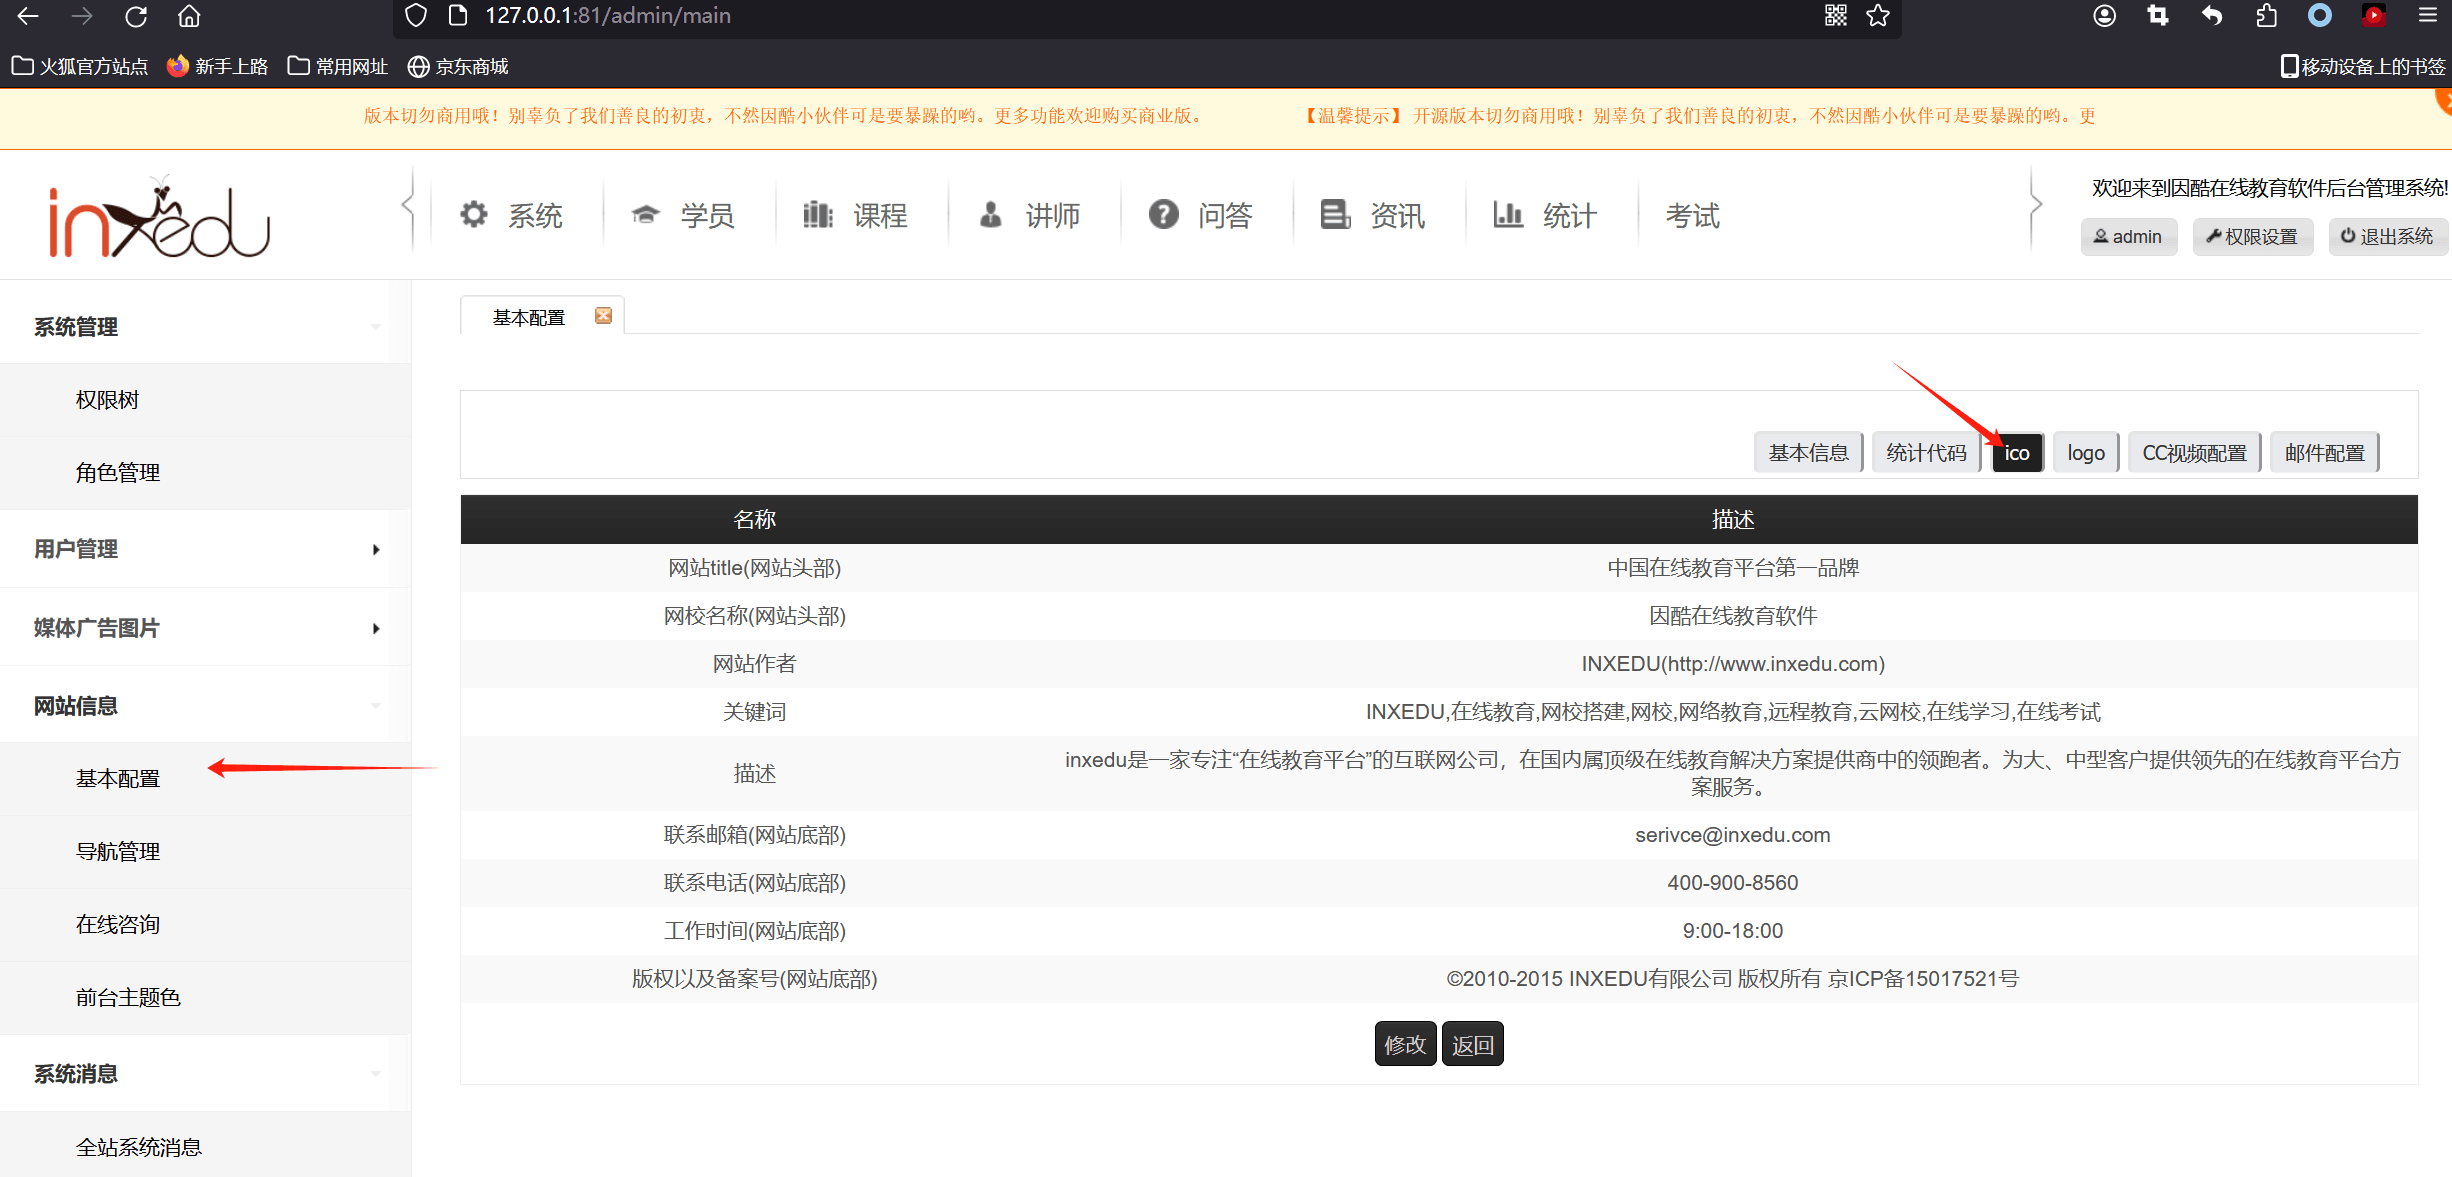 127.0.0.1:81/admin/main
火狐官方站点 新手上路 常用网址 京东商城 移动设备上的书签
版本切勿商用哦！别辜负了我们善良的初衷，不然因酷小伙伴可是要暴躁的哟。更多功能欢迎购买商业版。 【温馨提示】 开源版本切勿商用哦！别辜负了我们善良的初衷，不然因酷小伙伴可是要暴躁的哟。更
inxedu
系统 学员 课程 讲师 问答 资讯 统计 考试
欢迎来到因酷在线教育软件后台管理系统!
admin 权限设置 退出系统
系统管理
权限树
角色管理
用户管理
媒体广告图片
网站信息
基本配置
导航管理
在线咨询
前台主题色
系统消息
全站系统消息
基本配置
基本信息 统计代码 ico logo CC视频配置 邮件配置
名称 描述
网站title(网站头部) 中国在线教育平台第一品牌
网校名称(网站头部) 因酷在线教育软件
网站作者 INXEDU(http://www.inxedu.com)
关键词 INXEDU,在线教育,网校搭建,网校,网络教育,远程教育,云网校,在线学习,在线考试
描述 inxedu是一家专注“在线教育平台”的互联网公司，在国内属顶级在线教育解决方案提供商中的领跑者。为大、中型客户提供领先的在线教育平台方
案服务。
联系邮箱(网站底部) serivce@inxedu.com
联系电话(网站底部) 400-900-8560
工作时间(网站底部) 9:00-18:00
版权以及备案号(网站底部) ©2010-2015 INXEDU有限公司 版权所有 京ICP备15017521号
修改 返回